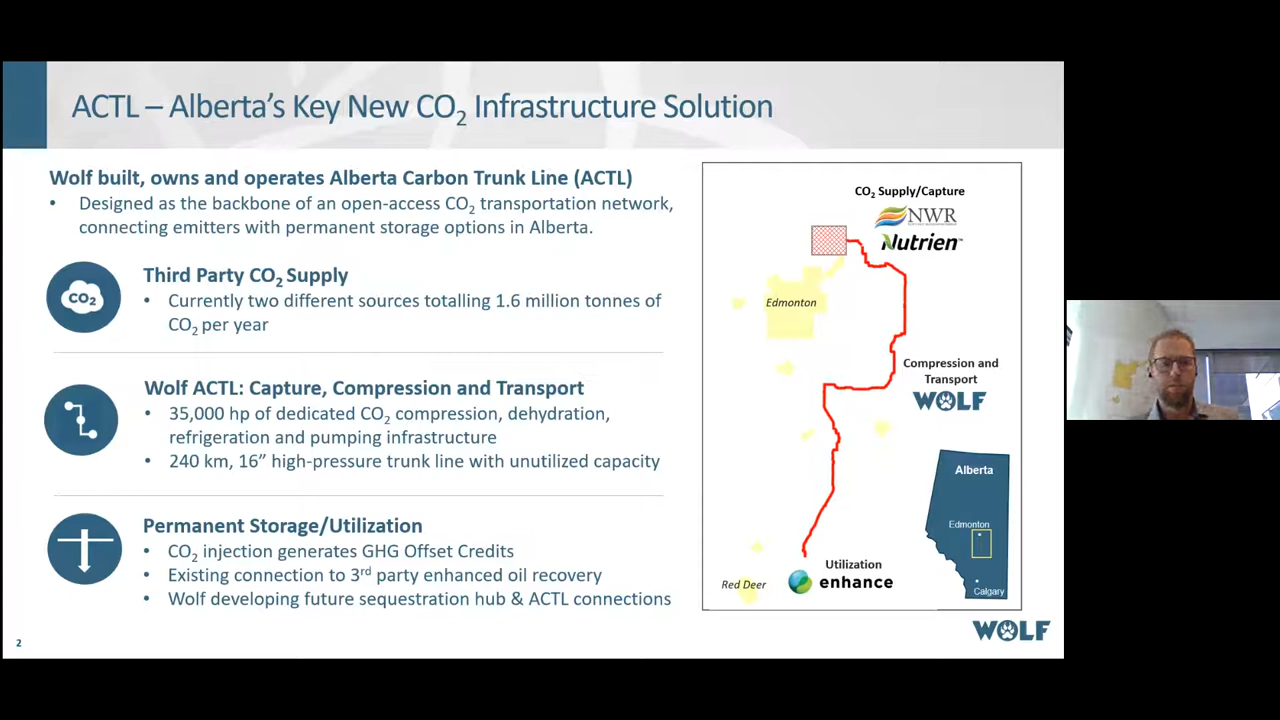 ACTL – Alberta's Key New CO₂ Infrastructure Solution
Wolf built, owns and operates Alberta Carbon Trunk Line (ACTL)
• Designed as the backbone of an open-access CO₂ transportation network,
connecting emitters with permanent storage options in Alberta.
CO₂
Third Party CO₂ Supply
• Currently two different sources totalling 1.6 million tonnes of
CO₂ per year
Wolf ACTL: Capture, Compression and Transport
• 35,000 hp of dedicated CO₂ compression, dehydration,
refrigeration and pumping infrastructure
• 240 km, 16” high-pressure trunk line with unutilized capacity
Permanent Storage/Utilization
• CO₂ injection generates GHG Offset Credits
• Existing connection to 3rd party enhanced oil recovery
• Wolf developing future sequestration hub & ACTL connections
CO₂ Supply/Capture
NWR
Nutrien™
Edmonton
Compression and
Transport
WOLF
Alberta
Edmonton
Calgary
Utilization
enhance
Red Deer
WOLF
2